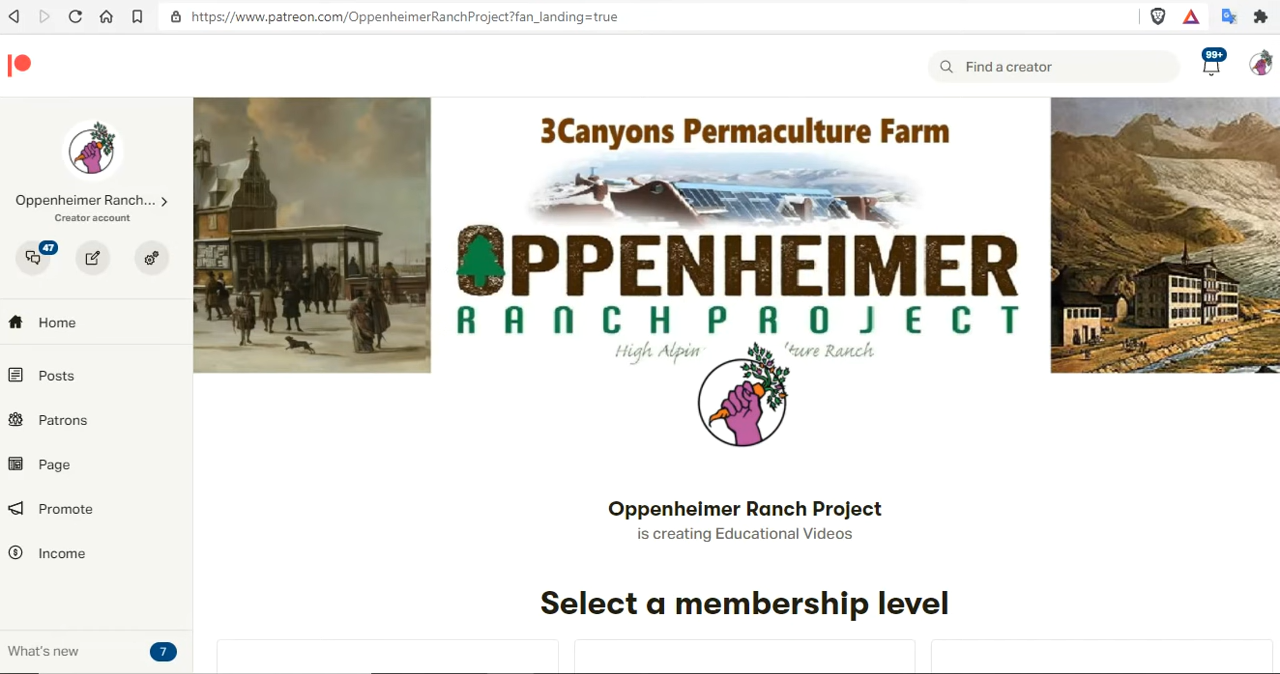 https://www.patreon.com/OppenheimerRanchProject?fan_landing=true
Find a creator
99+
Oppenheimer Ranch...
Creator account
47
Home
Posts
Patrons
Page
Promote
Income
What's new
7
3Canyons Permaculture Farm
OPPENHEIMER
RANCH PROJECT
High Alpin ture Ranch
Oppenheimer Ranch Project
is creating Educational Videos
Select a membership level